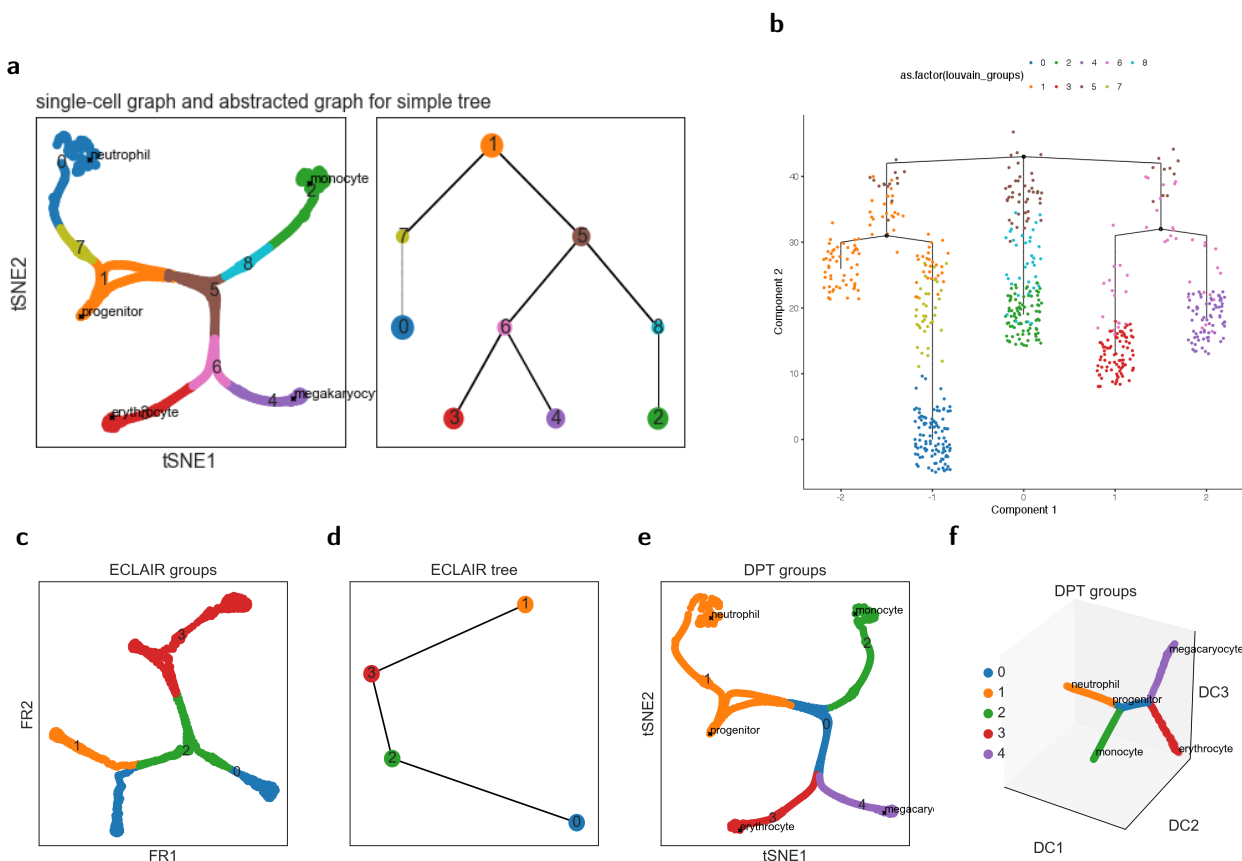 a
single-cell graph and abstracted graph for simple tree
neutrophil
0
monocyte
2
7
8
1
5
progenitor
6
megakaryocy
4
erythrocyte
3
tSNE2
tSNE1
1
7
5
0
6
8
3
4
2
b
as.factor(louvain_groups)
0 2 4 6 8
1 3 5 7
40
30
20
10
0
Component 2
-2 -1 0 1 2
Component 1
c
ECLAIR groups
3
1
2
0
FR2
FR1
d
ECLAIR tree
1
3
2
0
e
DPT groups
neutrophil
monocyte
2
1
progenitor
0
4
megacaryo
3
erythrocyte
tSNE2
tSNE1
f
DPT groups
0
1
2
3
4
megacaryocyte
neutrophil
progenitor
monocyte
erythrocyte
DC3
DC2
DC1